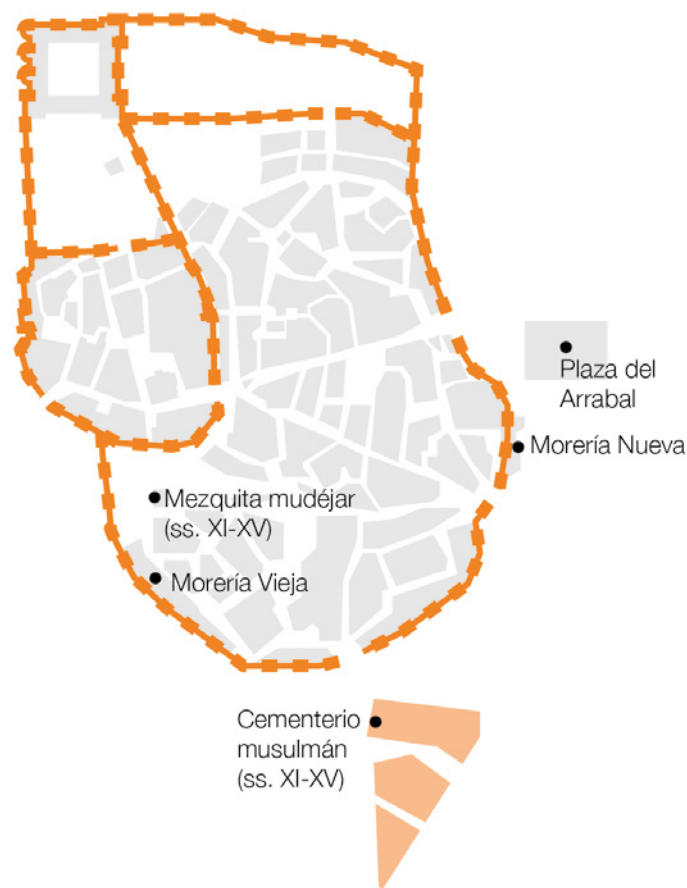 Plaza del
Arrabal
Morería Nueva
Mezquita mudéjar
(ss. XI-XV)
Morería Vieja
Cementerio
musulmán
(ss. XI-XV)